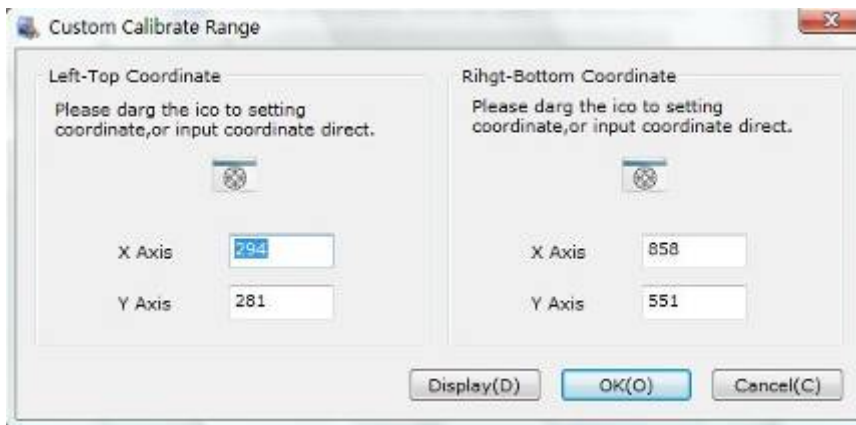 Custom Calibrate Range
Left-Top Coordinate
Please darg the ico to setting
coordinate,or input coordinate direct.
X Axis 294
Y Axis 281
Rihgt-Bottom Coordinate
Please darg the ico to setting
coordinate,or input coordinate direct.
X Axis 858
Y Axis 551
Display(D) OK(O) Cancel(C)